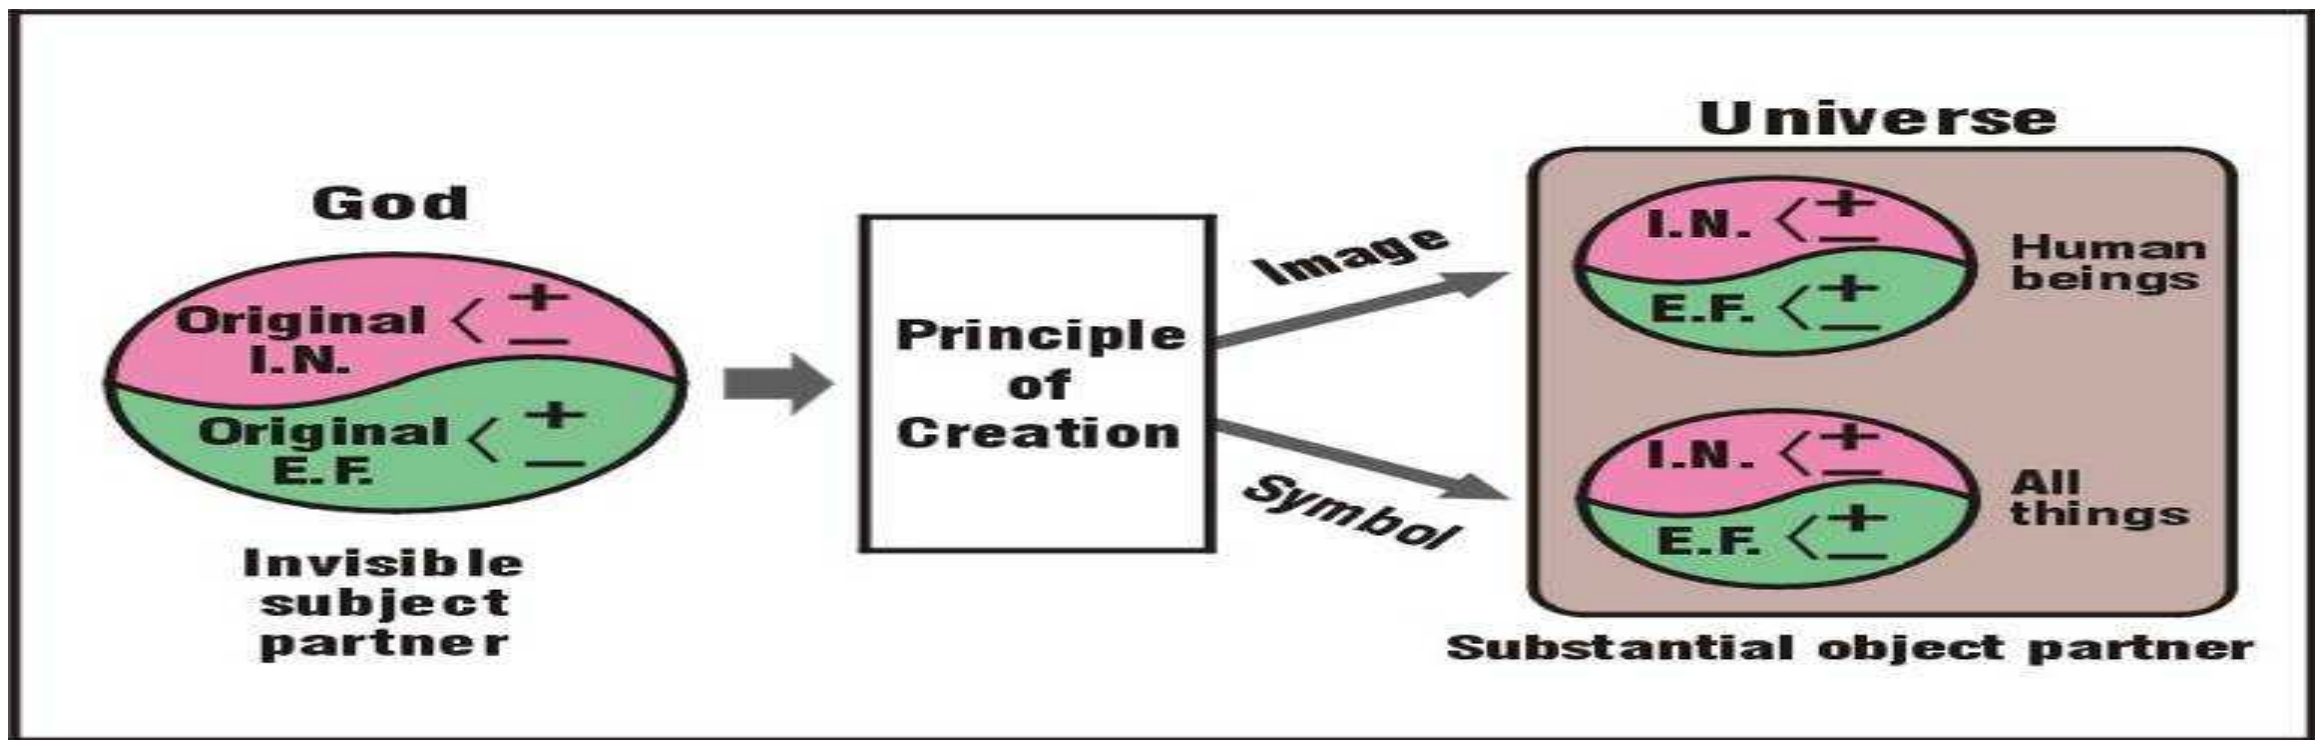 God
Original < +
I.N. −
Original < +
E.F. −
Invisible
subject
partner
Principle
of
Creation
Image
Symbol
Universe
I.N. < +
−
E.F. < +
−
Human
beings
I.N. < +
−
E.F. < +
−
All
things
Substantial object partner